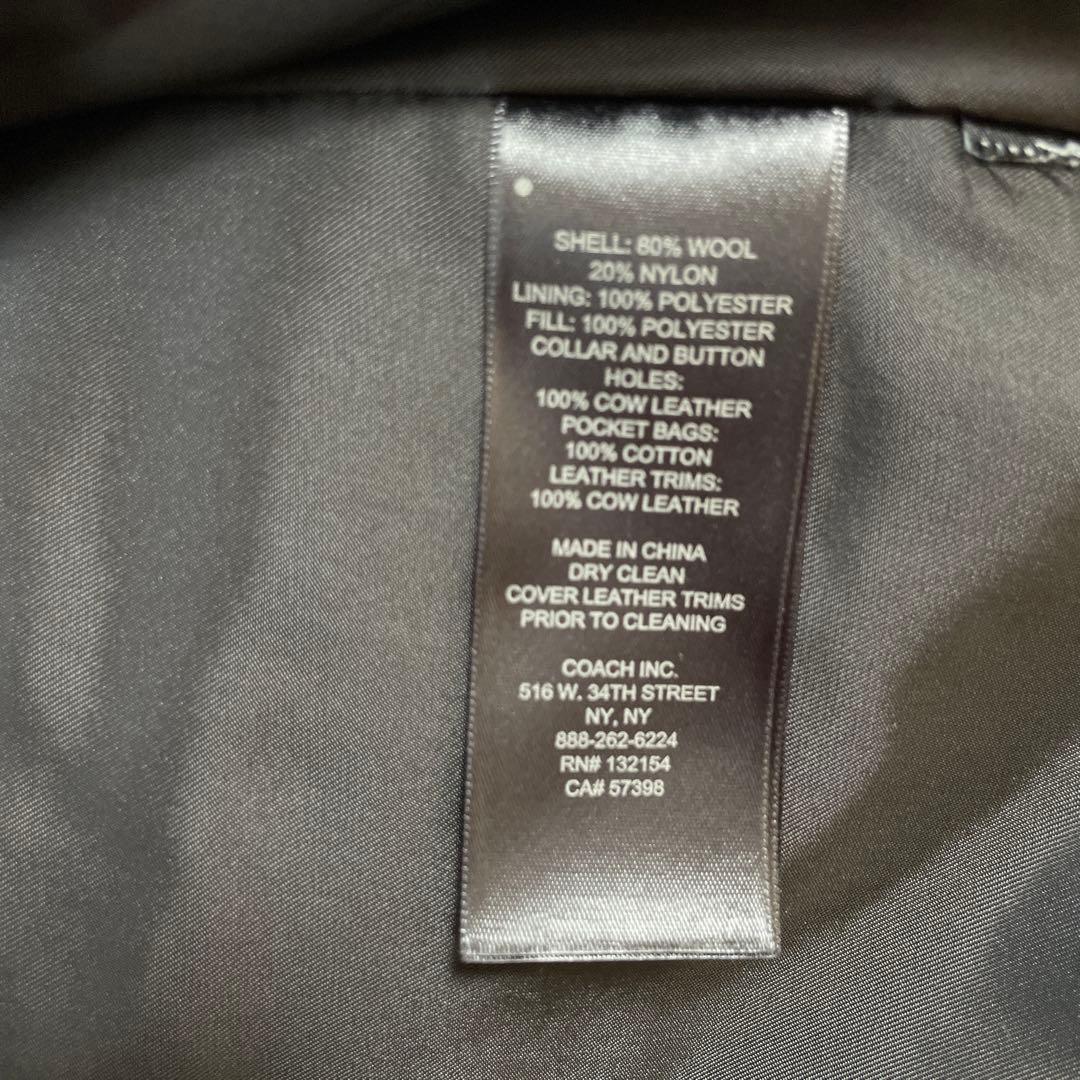 SHELL: 80% WOOL
20% NYLON
LINING: 100% POLYESTER
FILL: 100% POLYESTER
COLLAR AND BUTTON
HOLES:
100% COW LEATHER
POCKET BAGS:
100% COTTON
LEATHER TRIMS:
100% COW LEATHER
MADE IN CHINA
DRY CLEAN
COVER LEATHER TRIMS
PRIOR TO CLEANING
COACH INC.
516 W. 34TH STREET
NY, NY
888-262-6224
RN# 132154
CA# 57398